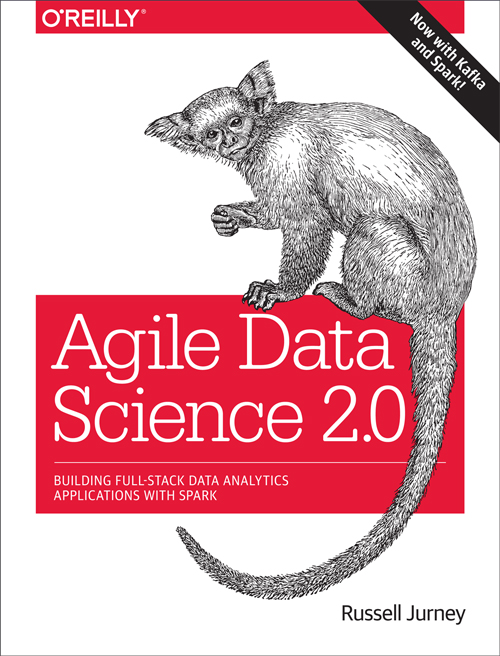 O'REILLY®
Now with Kafka
and Spark!
Agile Data
Science 2.0
BUILDING FULL-STACK DATA ANALYTICS
APPLICATIONS WITH SPARK
Russell Jurney